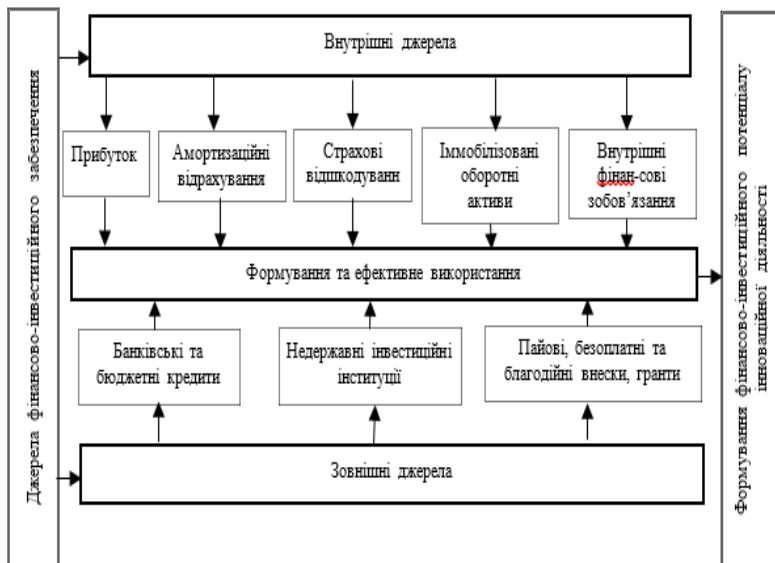 Джерела фінансово-інвестиційного забезпечення
Внутрішні джерела
Прибуток
Амортизаційні
відрахування
Страхові
відшкодуванн
Іммобілізовані
оборотні
активи
Внутрішні
фінан-сові
зобов’язання
Формування та ефективне використання
Банківські та
бюджетні кредити
Недержавні інвестиційні
інституції
Пайові, безоплатні та
благодійні внески, гранти
Зовнішні джерела
Формування фінансово-інвестиційного потенціалу
інноваційної діяльності